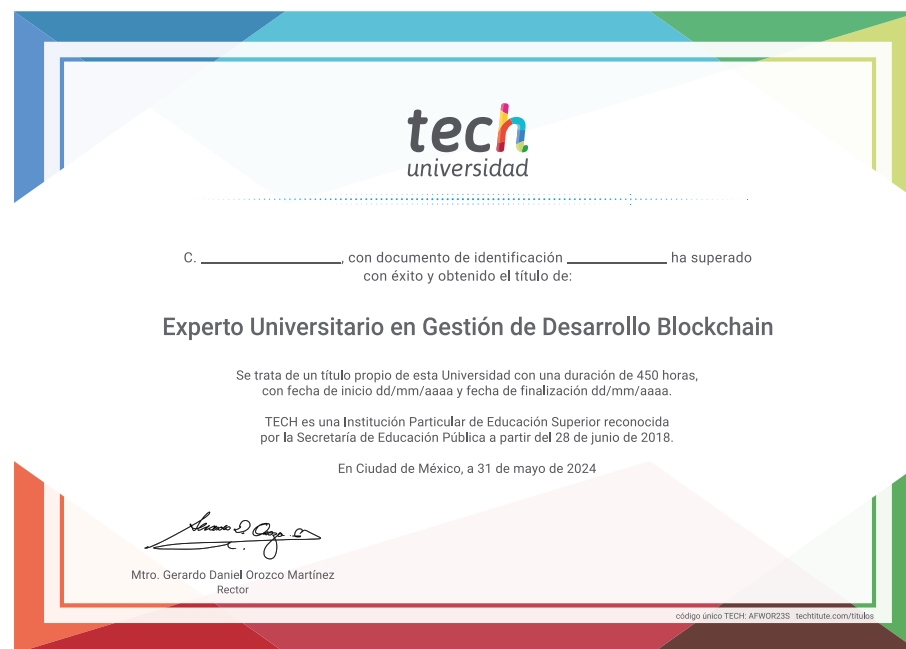 tech
universidad
C. ____________________, con documento de identificación ______________ ha superado
con éxito y obtenido el título de:
Experto Universitario en Gestión de Desarrollo Blockchain
Se trata de un título propio de esta Universidad con una duración de 450 horas,
con fecha de inicio dd/mm/aaaa y fecha de finalización dd/mm/aaaa.
TECH es una Institución Particular de Educación Superior reconocida
por la Secretaría de Educación Pública a partir del 28 de junio de 2018.
En Ciudad de México, a 31 de mayo de 2024
Mtro. Gerardo Daniel Orozco Martínez
Rector
código único TECH: AFWOR23S techtitute.com/titulos